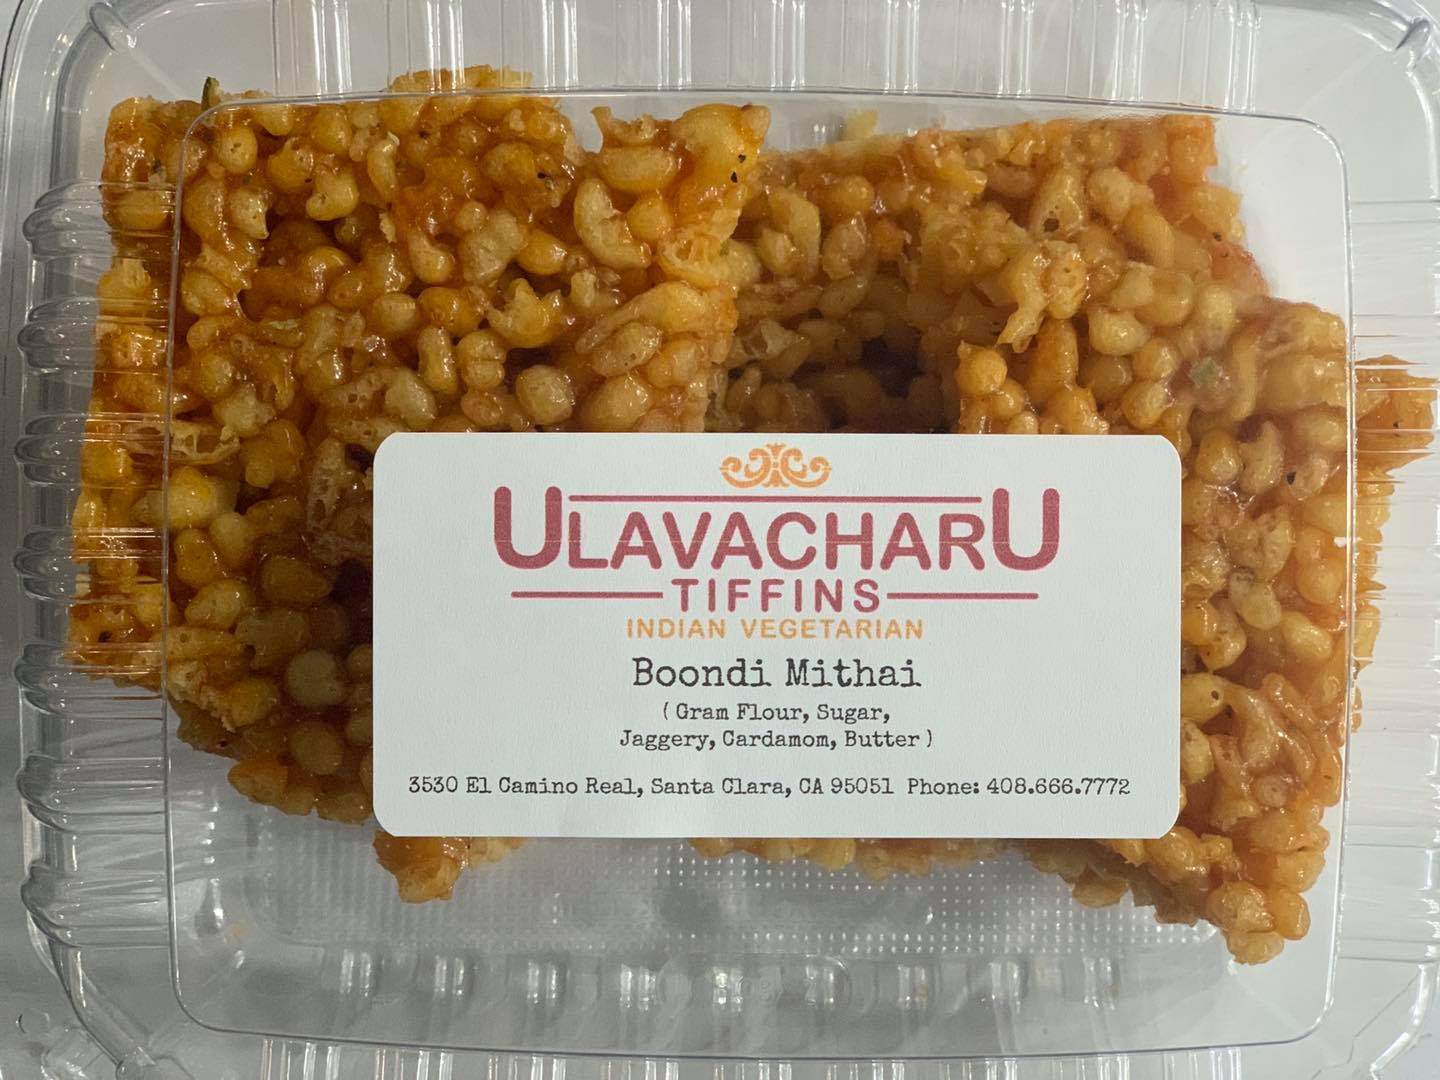 ULAVACHARU
TIFFINS
INDIAN VEGETARIAN
Boondi Mithai
( Gram Flour, Sugar,
Jaggery, Cardamom, Butter )
3530 El Camino Real, Santa Clara, CA 95051 Phone: 408.666.7772